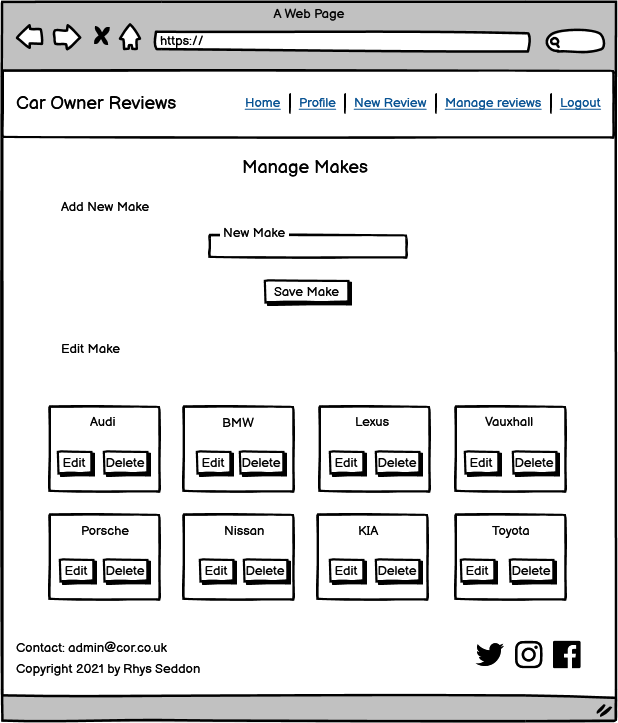 A Web Page
https://
Car Owner Reviews
Home | Profile | New Review | Manage reviews | Logout
Manage Makes
Add New Make
New Make
Save Make
Edit Make
Audi BMW Lexus Vauxhall
Edit Delete Edit Delete Edit Delete Edit Delete
Porsche Nissan KIA Toyota
Edit Delete Edit Delete Edit Delete Edit Delete
Contact: admin@cor.co.uk
Copyright 2021 by Rhys Seddon